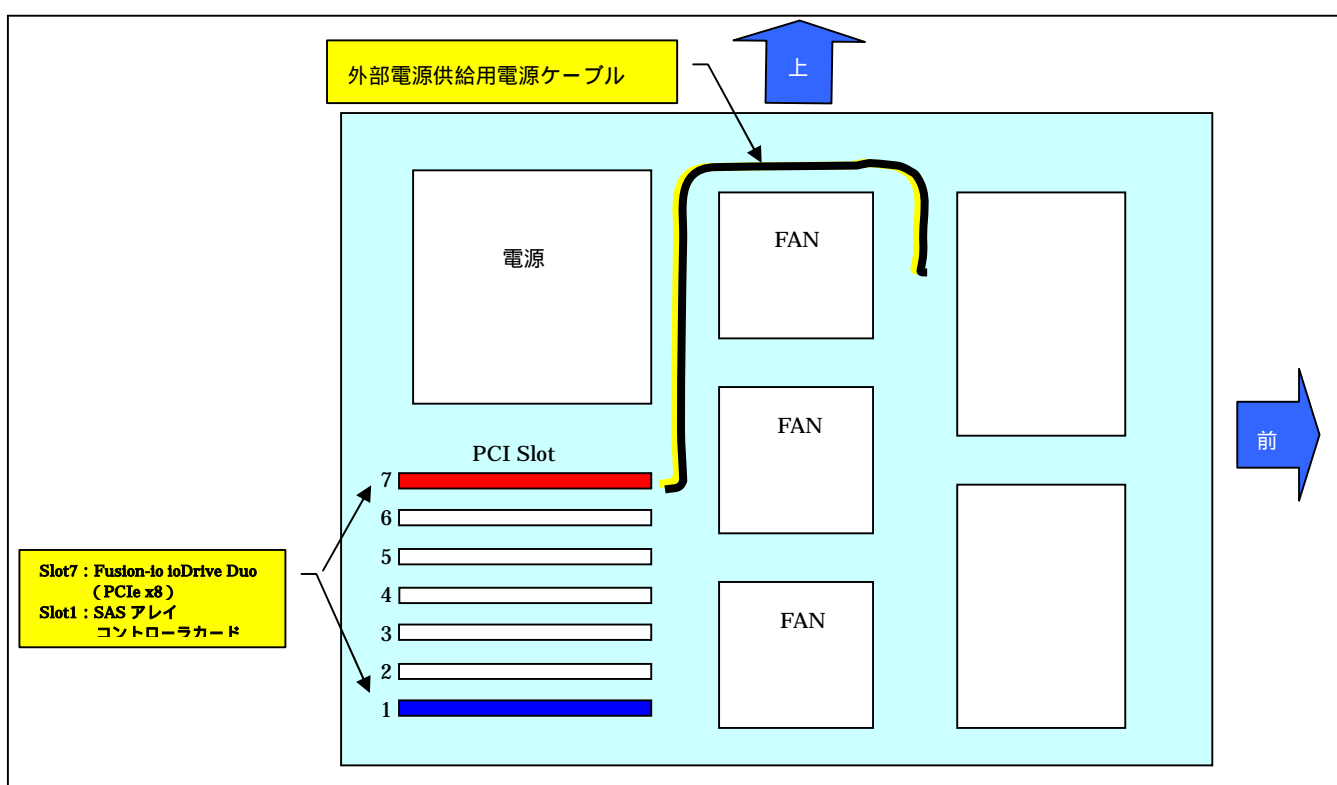 外部電源供給用電源ケーブル
上
電源
FAN
前
FAN
PCI Slot
7
6
5
4
3
2
1
Slot7:Fusion-io ioDrive Duo
(PCIe x8)
Slot1:SAS アレイ
コントローラカード
FAN